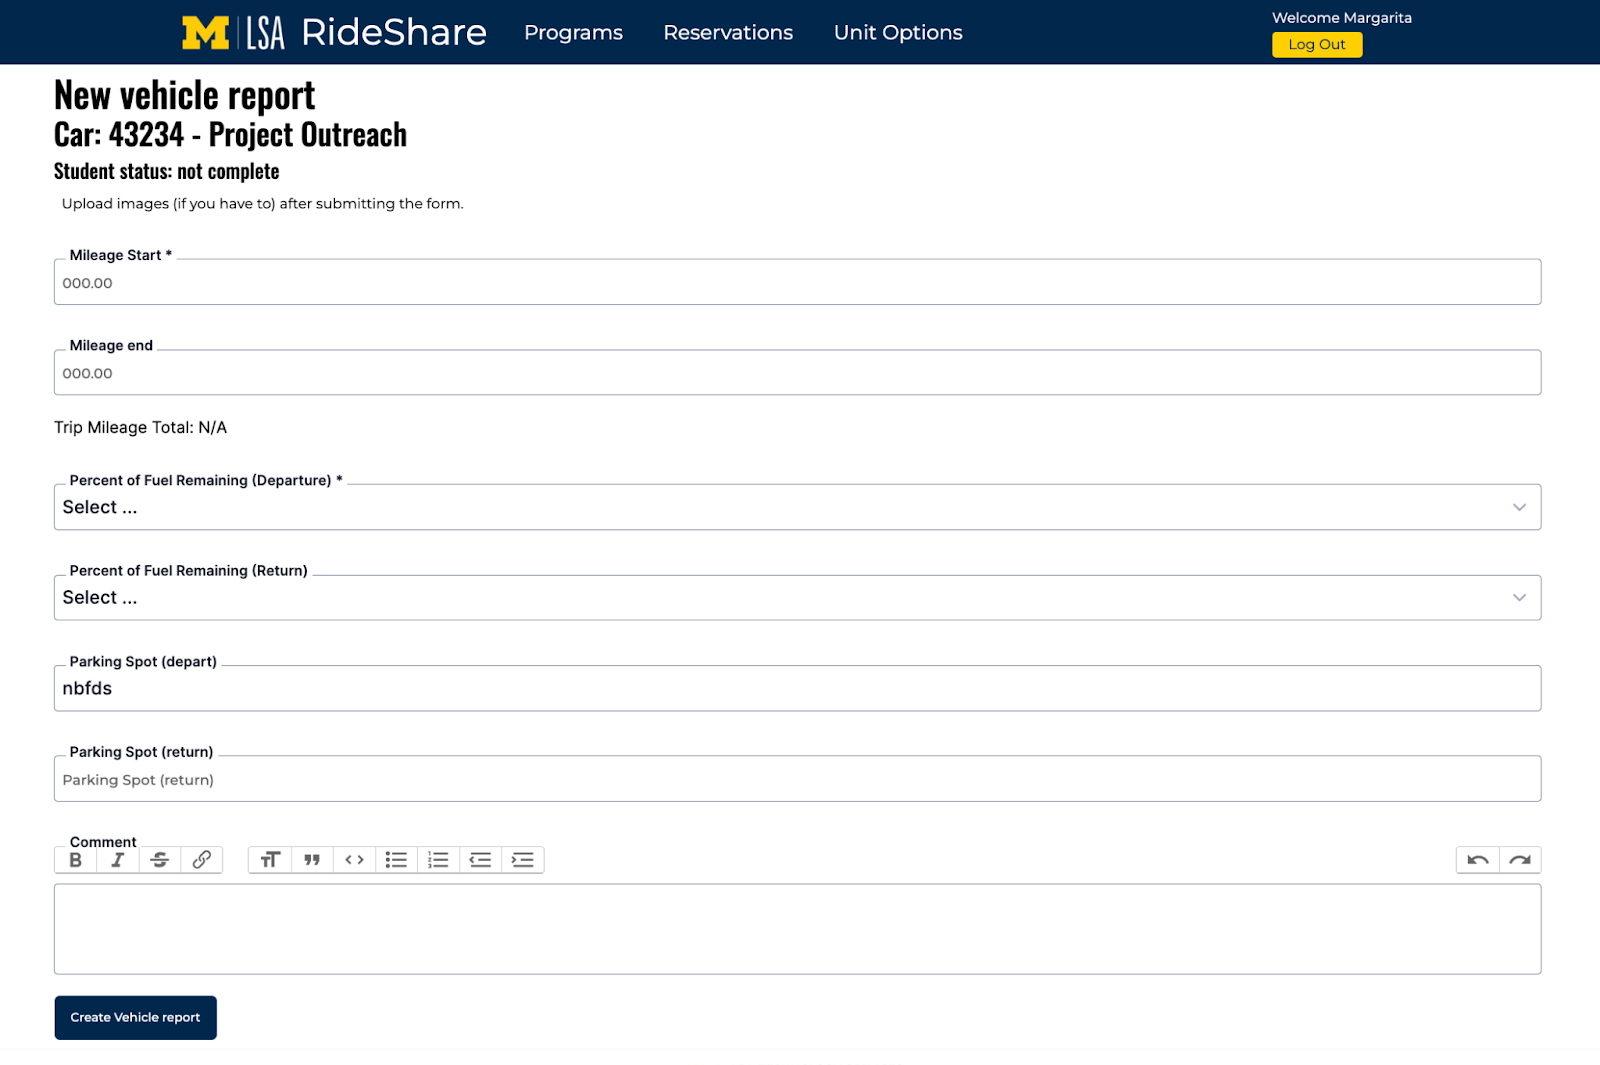 M LSA RideShare Programs Reservations Unit Options Welcome Margarita
Log Out
New vehicle report
Car: 43234 - Project Outreach
Student status: not complete
Upload images (if you have to) after submitting the form.
Mileage Start *
000.00
Mileage end
000.00
Trip Mileage Total: N/A
Percent of Fuel Remaining (Departure) *
Select ...
Percent of Fuel Remaining (Return)
Select ...
Parking Spot (depart)
nbfds
Parking Spot (return)
Parking Spot (return)
Comment
Create Vehicle report